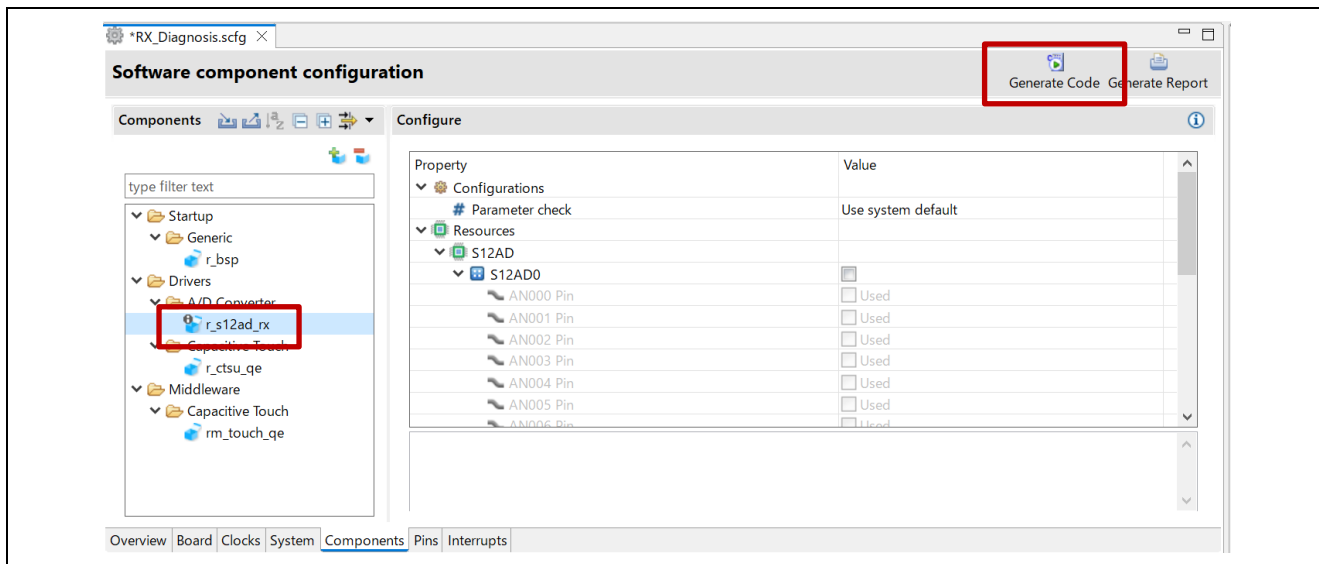 *RX_Diagnosis.scfg
Software component configuration
Generate Code Generate Report
Components
Configure
type filter text
Startup
Generic
r_bsp
Drivers
A/D Converter
r_s12ad_rx
Capacitive Touch
r_ctsu_qe
Middleware
Capacitive Touch
rm_touch_qe
Property Value
Configurations
# Parameter check Use system default
Resources
S12AD
S12AD0
AN000 Pin Used
AN001 Pin Used
AN002 Pin Used
AN003 Pin Used
AN004 Pin Used
AN005 Pin Used
AN006 Pin Used
Overview Board Clocks System Components Pins Interrupts